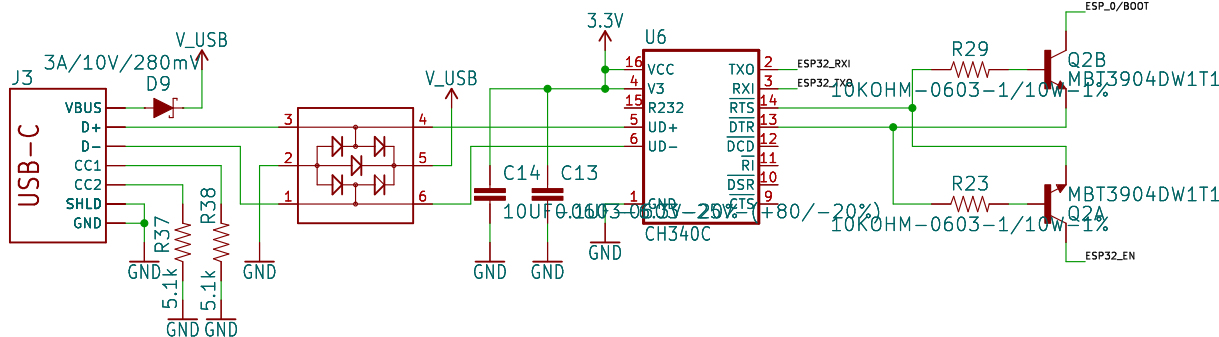 J3
USB-C
VBUS
D+
D-
CC1
CC2
SHLD
GND
3A/10V/280mV
D9
V_USB
GND
R37
5.1k
GND
R38
5.1k
GND
3
2
1
4
5
6
GND
V_USB
C14
GND
C13
GND
3.3V
U6
CH340C
16
VCC
4
V3
15
R232
5
UD+
6
UD-
1
GND
GND
TXO
2
ESP32_RXI
RXI
3
ESP32_TXO
RTS
14
DTR
13
DCD
12
RI
11
DSR
10
CTS
9
R29
10KOHM-0603-1/10W-1%
Q2B
MBT3904DW1T1
ESP_0/BOOT
R23
10KOHM-0603-1/10W-1%
MBT3904DW1T1
Q2A
ESP32_EN